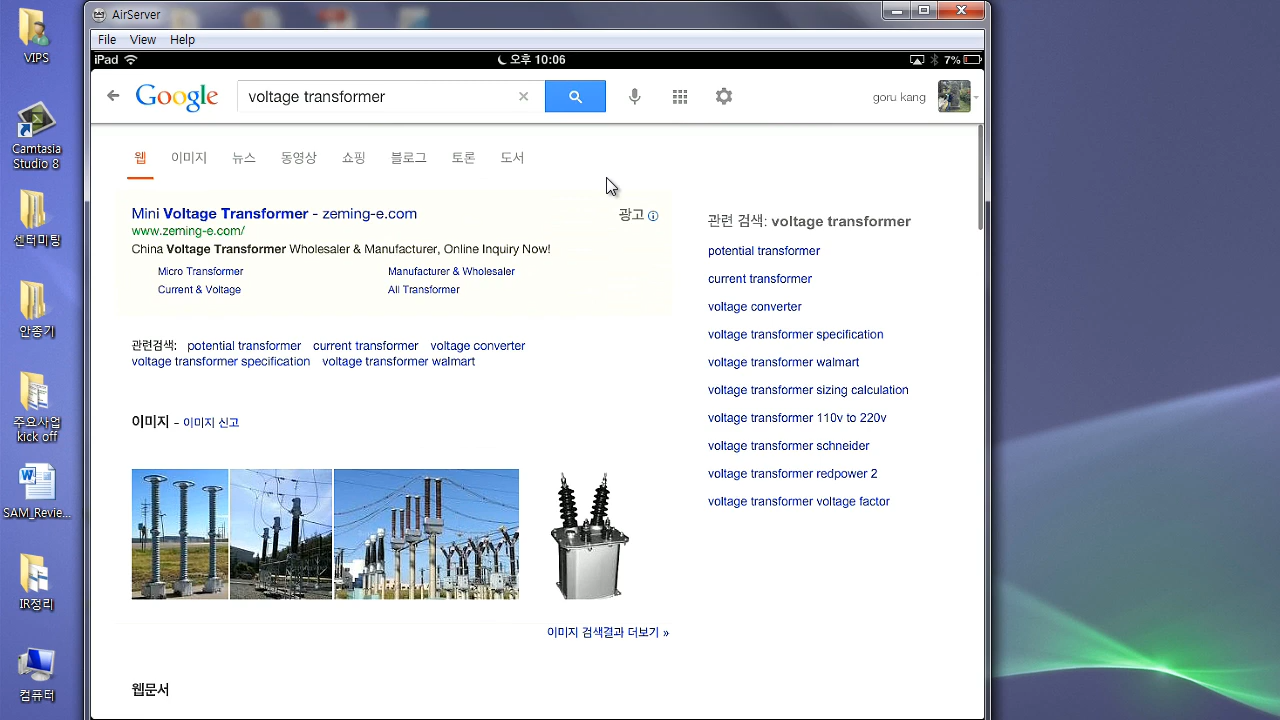 AirServer
File View Help
iPad 오후 10:06 7%
Google voltage transformer goru kang
웹 이미지 뉴스 동영상 쇼핑 블로그 토론 도서
Mini Voltage Transformer - zeming-e.com 광고
www.zeming-e.com/
China Voltage Transformer Wholesaler & Manufacturer, Online Inquiry Now!
Micro Transformer Manufacturer & Wholesaler
Current & Voltage All Transformer
관련검색: potential transformer current transformer voltage converter
voltage transformer specification voltage transformer walmart
이미지 - 이미지 신고
이미지 검색결과 더보기 »
웹문서
관련 검색: voltage transformer
potential transformer
current transformer
voltage converter
voltage transformer specification
voltage transformer walmart
voltage transformer sizing calculation
voltage transformer 110v to 220v
voltage transformer schneider
voltage transformer redpower 2
voltage transformer voltage factor
VIPS
Camtasia
Studio 8
센터미팅
안종기
주요사업
kick off
SAM_Revie...
IR정리
컴퓨터